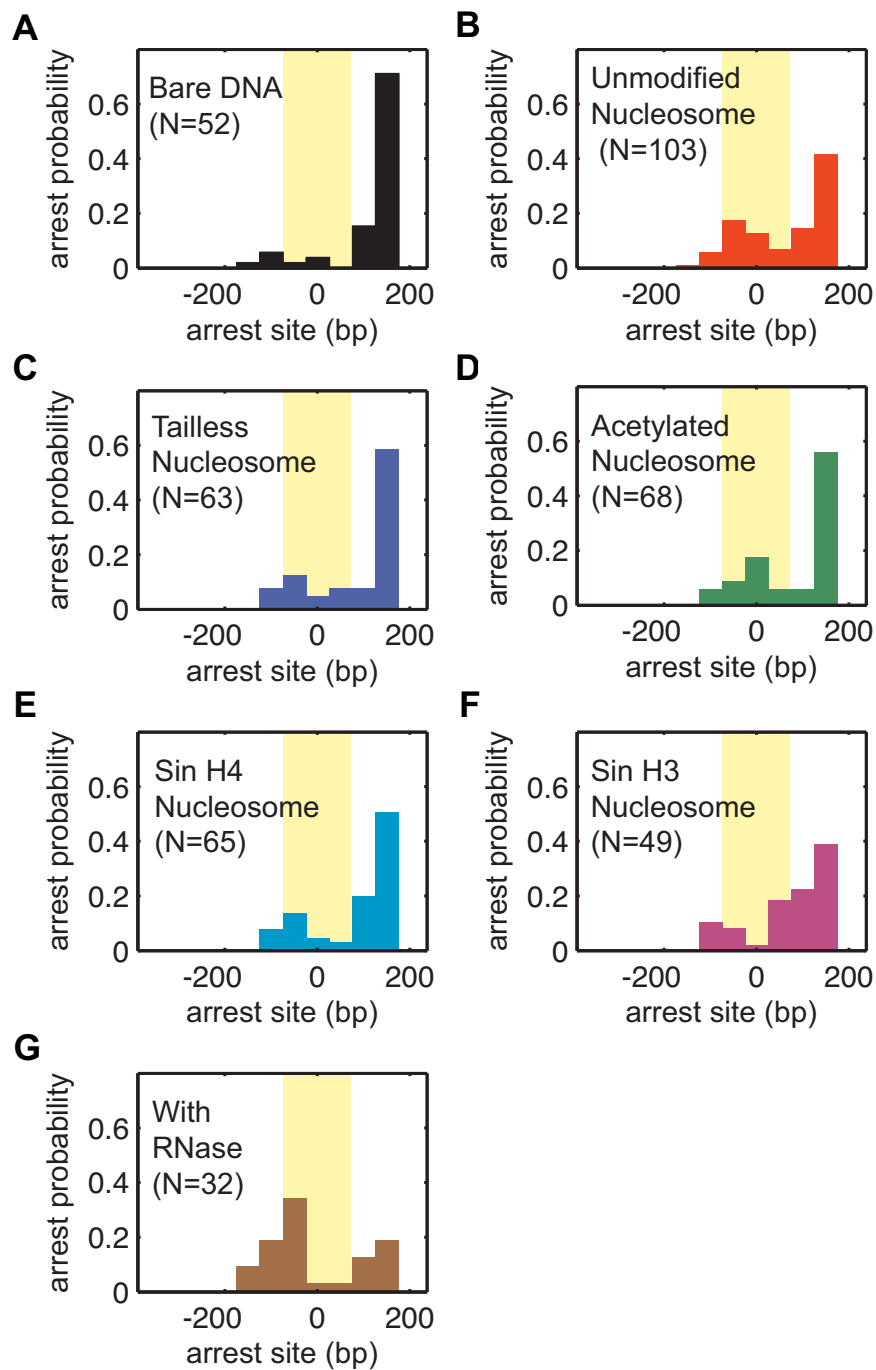 A
arrest probability
0.6
0.4
0.2
0
Bare DNA
(N=52)
-200 0 200
arrest site (bp)
B
arrest probability
0.6
0.4
0.2
0
Unmodified
Nucleosome
(N=103)
-200 0 200
arrest site (bp)
C
arrest probability
0.6
0.4
0.2
0
Tailless
Nucleosome
(N=63)
-200 0 200
arrest site (bp)
D
arrest probability
0.6
0.4
0.2
0
Acetylated
Nucleosome
(N=68)
-200 0 200
arrest site (bp)
E
arrest probability
0.6
0.4
0.2
0
Sin H4
Nucleosome
(N=65)
-200 0 200
arrest site (bp)
F
arrest probability
0.6
0.4
0.2
0
Sin H3
Nucleosome
(N=49)
-200 0 200
arrest site (bp)
G
arrest probability
0.6
0.4
0.2
0
With
RNase
(N=32)
-200 0 200
arrest site (bp)